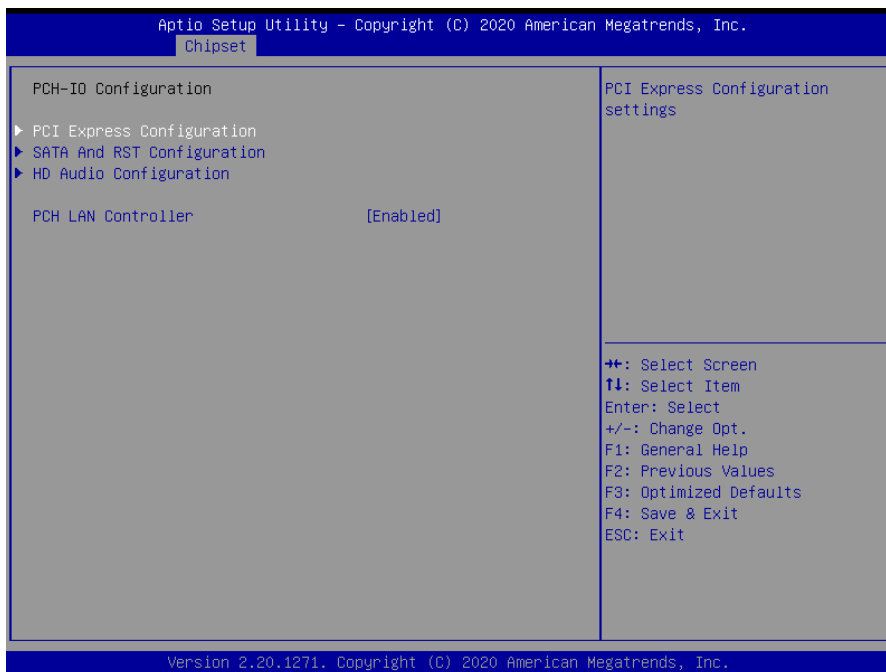 Aptio Setup Utility – Copyright (C) 2020 American Megatrends, Inc.
Chipset
PCH-IO Configuration
PCI Express Configuration
SATA And RST Configuration
HD Audio Configuration
PCH LAN Controller [Enabled]
PCI Express Configuration
settings
→←: Select Screen
↑↓: Select Item
Enter: Select
+/-: Change Opt.
F1: General Help
F2: Previous Values
F3: Optimized Defaults
F4: Save & Exit
ESC: Exit
Version 2.20.1271. Copyright (C) 2020 American Megatrends, Inc.